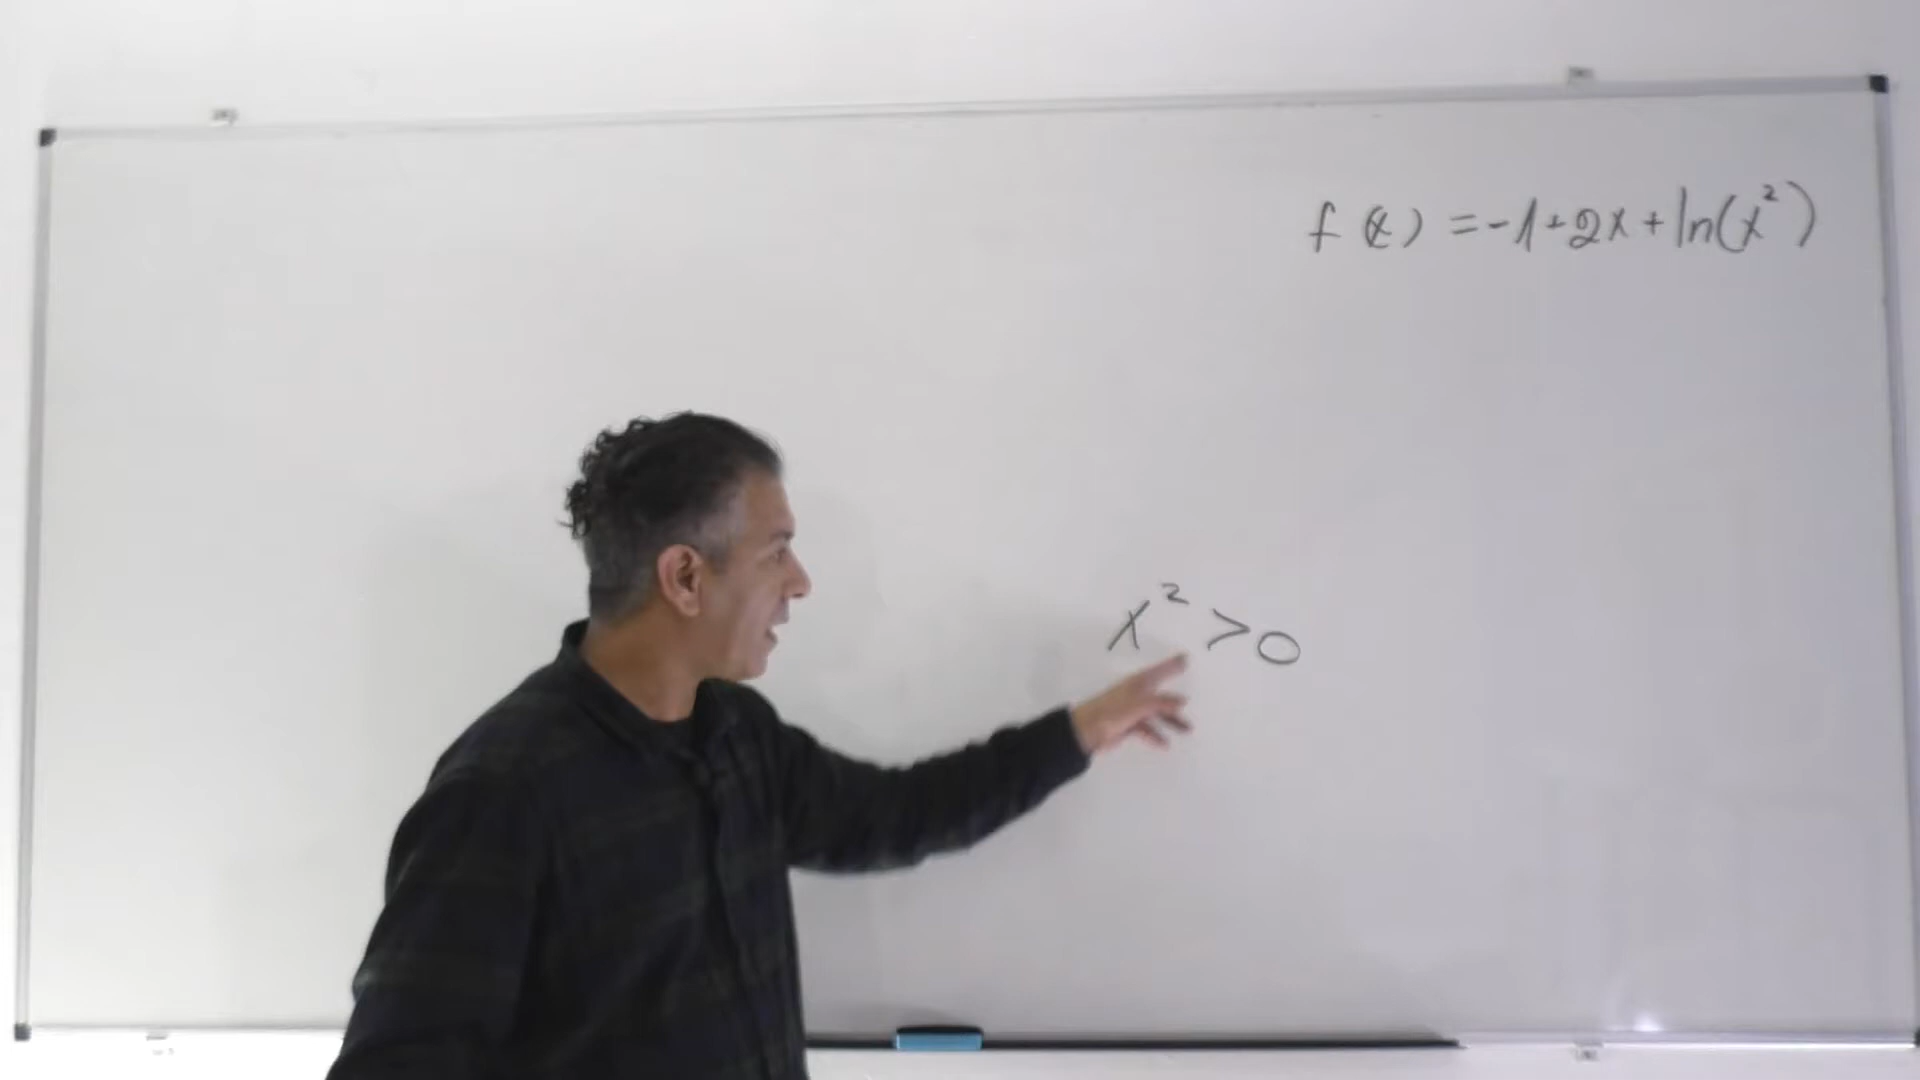 f(x) = -1+2x+ln(x²)
x² > 0